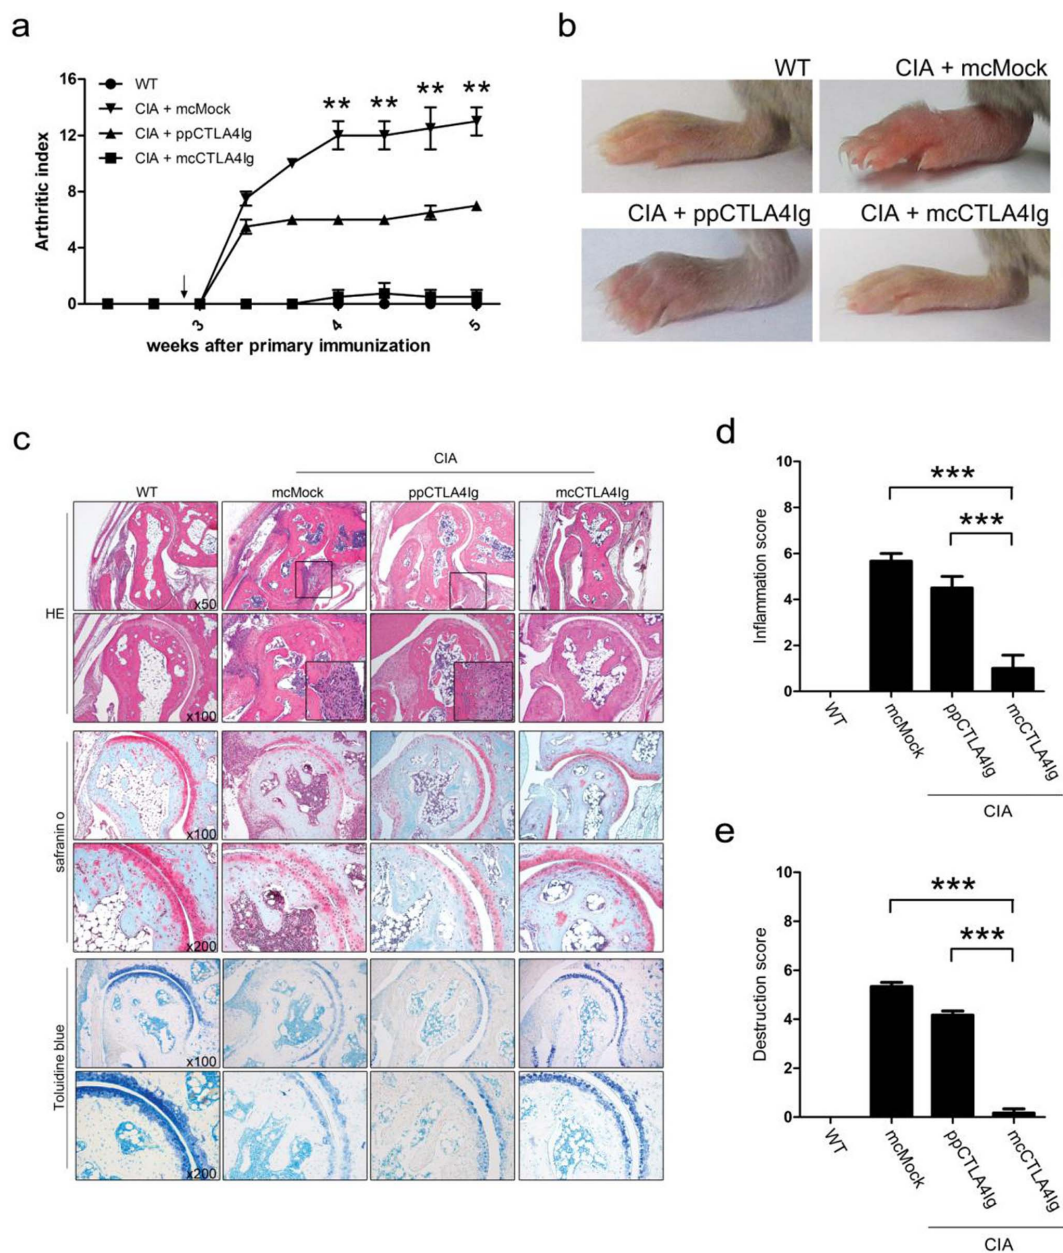 a
16
12
8
4
0
Arthritic index
WT
CIA + mcMock
CIA + ppCTLA4Ig
CIA + mcCTLA4Ig
** ** ** **
3 4 5
weeks after primary immunization
b
WT
CIA + mcMock
CIA + ppCTLA4Ig
CIA + mcCTLA4Ig
c
CIA
WT mcMock ppCTLA4Ig mcCTLA4Ig
HE
x50
x100
safranin o
x100
x200
Toluidine blue
x100
x200
d
10
8
6
4
2
0
Inflammation score
***
***
WT mcMock ppCTLA4Ig mcCTLA4Ig
CIA
e
10
8
6
4
2
0
Destruction score
***
***
WT mcMock ppCTLA4Ig mcCTLA4Ig
CIA